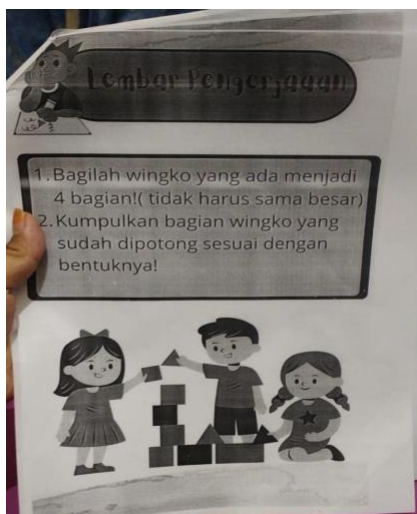 Lembar Pengerjaaan
1. Bagilah wingko yang ada menjadi
4 bagian!( tidak harus sama besar)
2. Kumpulkan bagian wingko yang
sudah dipotong sesuai dengan
bentuknya!